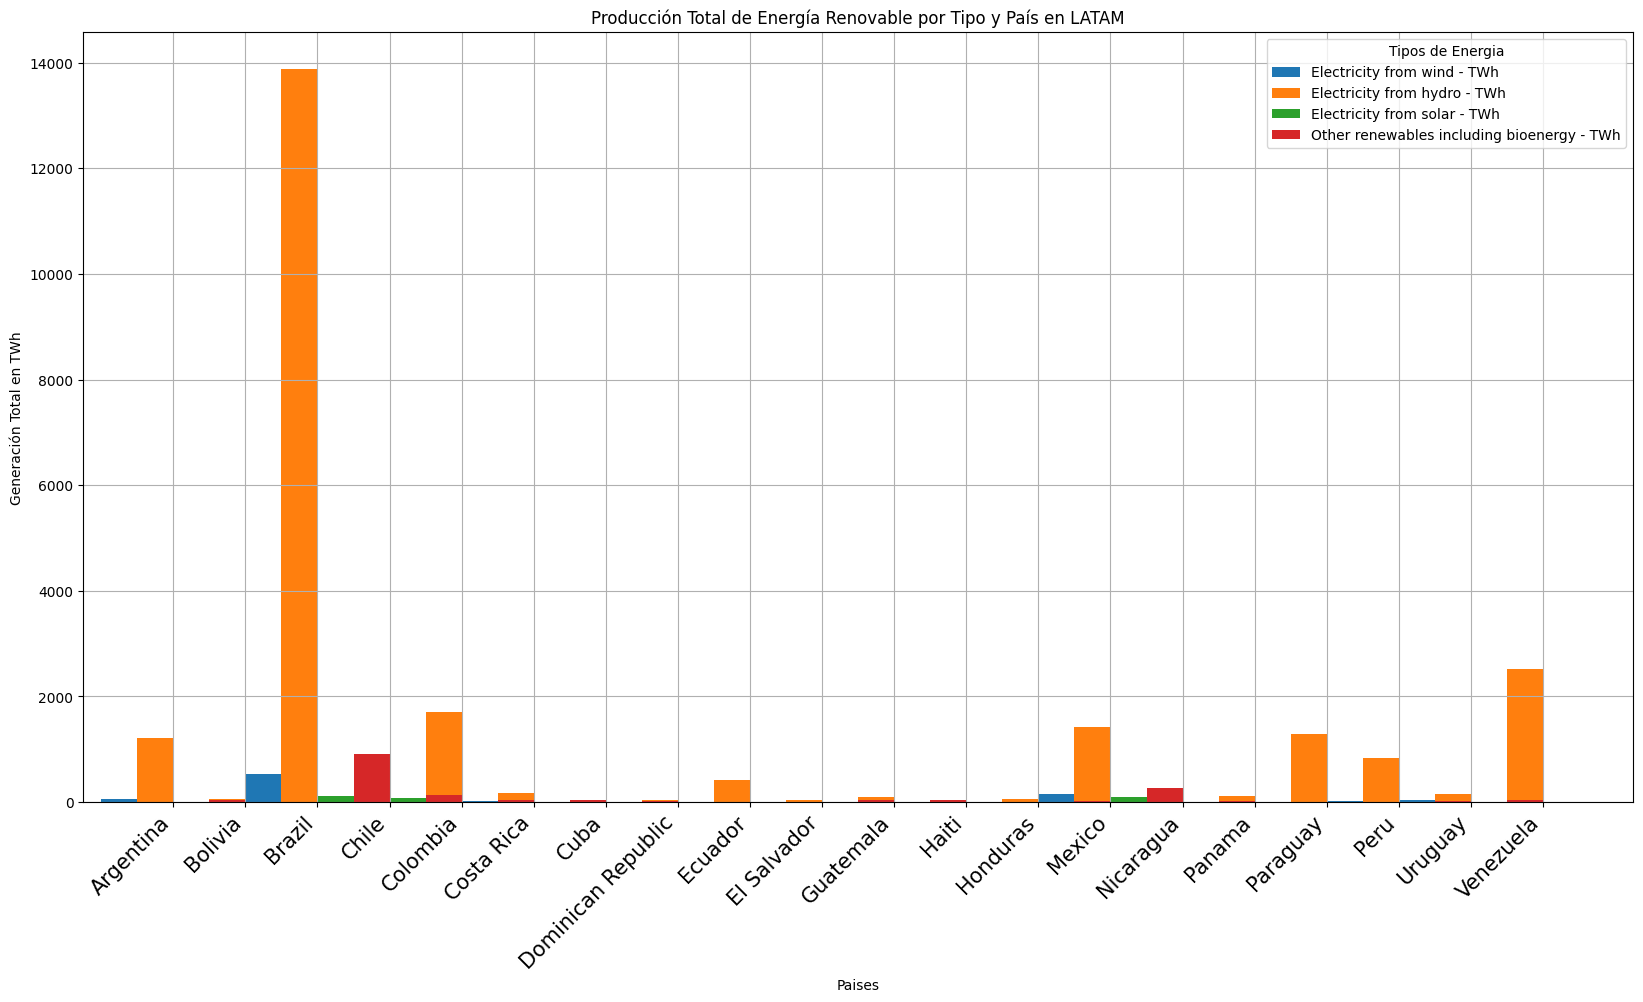 Producción Total de Energía Renovable por Tipo y País en LATAM
Tipos de Energia
Electricity from wind - TWh
Electricity from hydro - TWh
Electricity from solar - TWh
Other renewables including bioenergy - TWh
Generación Total en TWh
14000
12000
10000
8000
6000
4000
2000
0
Argentina
Bolivia
Brazil
Chile
Colombia
Costa Rica
Cuba
Dominican Republic
Ecuador
El Salvador
Guatemala
Haiti
Honduras
Mexico
Nicaragua
Panama
Paraguay
Peru
Uruguay
Venezuela
Paises